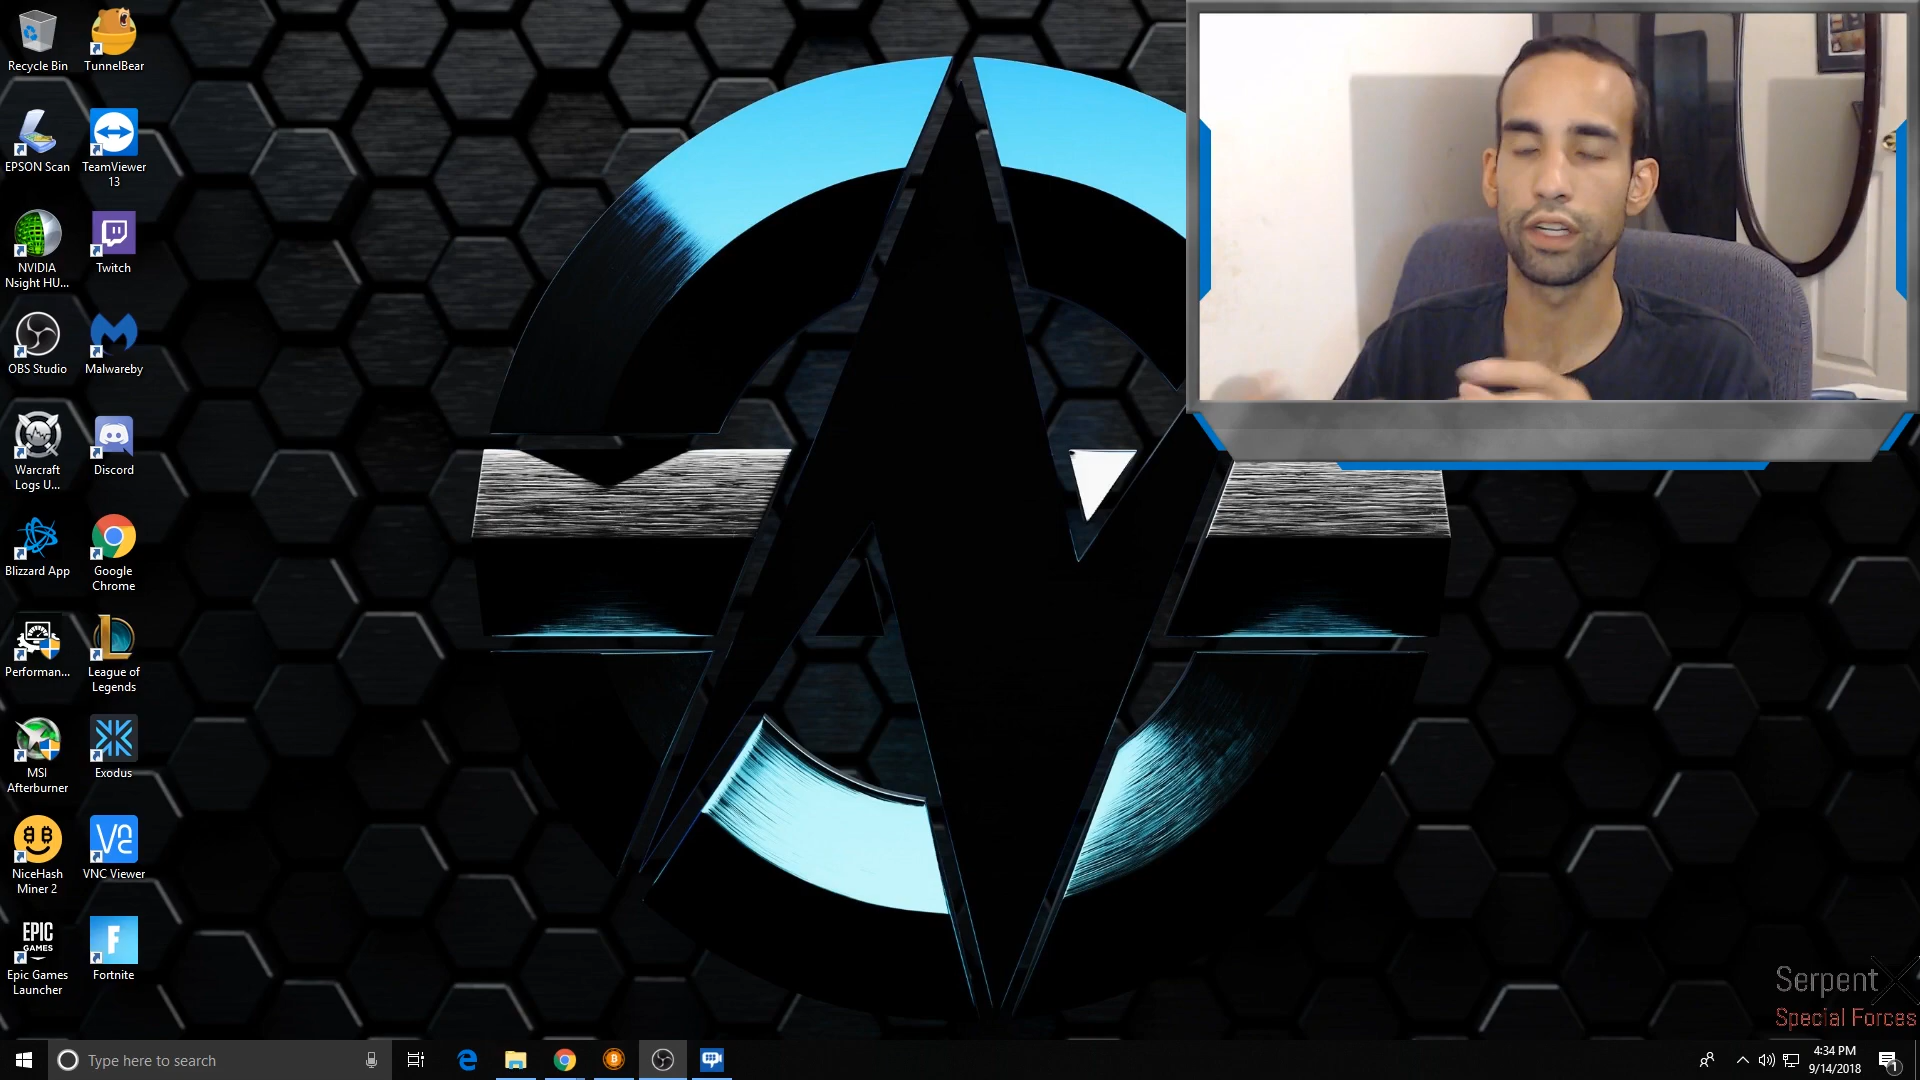 Recycle Bin
TunnelBear
EPSON Scan
TeamViewer
13
NVIDIA
Nsight HU...
Twitch
OBS Studio
Malwareby
Warcraft
Logs U...
Discord
Blizzard App
Google
Chrome
Performan...
League of
Legends
MSI
Afterburner
Exodus
NiceHash
Miner 2
VNC Viewer
EPIC
GAMES
Epic Games
Launcher
Fortnite
Serpent X
Special Forces
Type here to search
4:34 PM
9/14/2018
1